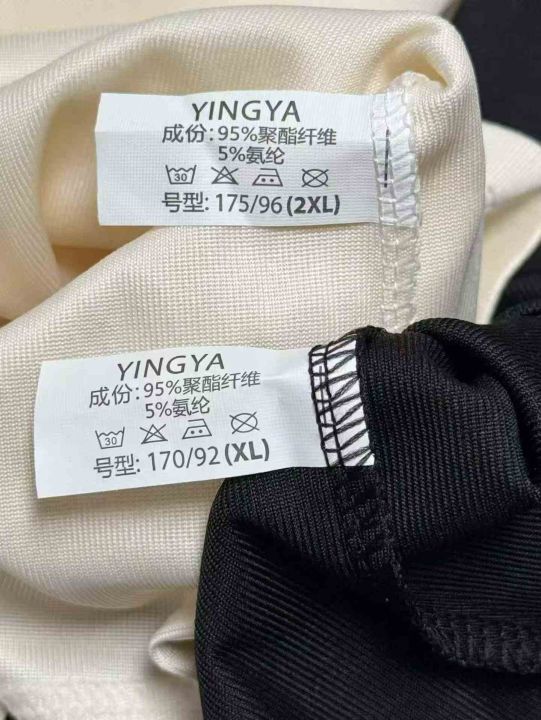 YINGYA
成份: 95%聚酯纤维
5%氨纶
30
号型: 175/96 (2XL)
YINGYA
成份: 95%聚酯纤维
5%氨纶
30
号型: 170/92 (XL)